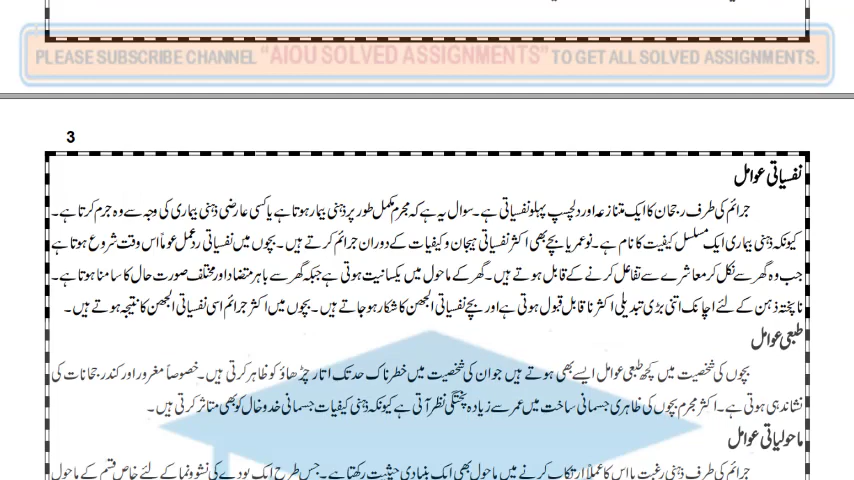 PLEASE SUBSCRIBE CHANNEL "AIOU SOLVED ASSIGNMENTS" TO GET ALL SOLVED ASSIGNMENTS.
3
نفسیاتی عوامل
جرائم کی طرف رجحان کا ایک متنازعہ اور دلچسپ پہلو نفسیاتی ہے۔ سوال یہ ہے کہ مجرم مکمل طور پر ذہنی بیمار ہوتا ہے یا کسی عارضی ذہنی بیماری کی وجہ سے وہ جرم کرتا ہے۔
کیونکہ ذہنی بیماری ایک مسلسل کیفیت کا نام ہے۔ نوعمر یا بچے بھی اکثر نفسیاتی ہیجان و کیفیات کے دوران جرائم کرتے ہیں۔ بچوں میں نفسیاتی ردعمل عوماً اس وقت شروع ہوتا ہے
جب وہ گھر سے نکل کر معاشرے سے تفاعل کرنے کے قابل ہوتے ہیں۔ گھر کے ماحول میں یکسانیت ہوتی ہے جبکہ گھر سے باہر متضاد اور مختلف صورت حال کا سامنا ہوتا ہے۔
ناپختہ ذہن کے لئے اچانک اتنی بڑی تبدیلی اکثر ناقابل قبول ہوتی ہے اور بچے نفسیاتی الجھن کا شکار ہو جاتے ہیں۔ بچوں میں اکثر جرائم اسی نفسیاتی الجھن کا نتیجہ ہوتے ہیں۔
طبعی عوامل
بچوں کی شخصیت میں کچھ طبعی عوامل ایسے بھی ہوتے ہیں جو ان کی شخصیت میں خطرناک حد تک اتار چڑھاؤ کو ظاہر کرتی ہیں۔ خصوصاً مغرور اور کند رجحانات کی
نشاندہی ہوتی ہے۔ اکثر مجرم بچوں کی ظاہری جسمانی ساخت میں عمر سے زیادہ پختگی نظر آتی ہے کیونکہ ذہنی کیفیات جسمانی خدوخال کو بھی متاثر کرتی ہیں۔
ماحولیاتی عوامل
جرائم کی طرف ذہنی رغبت یا اس کا عملاً ارتکاب کرنے میں ماحول بھی ایک بنیادی حیثیت رکھتا ہے۔ جس طرح ایک پودے کی نشوونما کے لئے خاص قسم کے ماحول